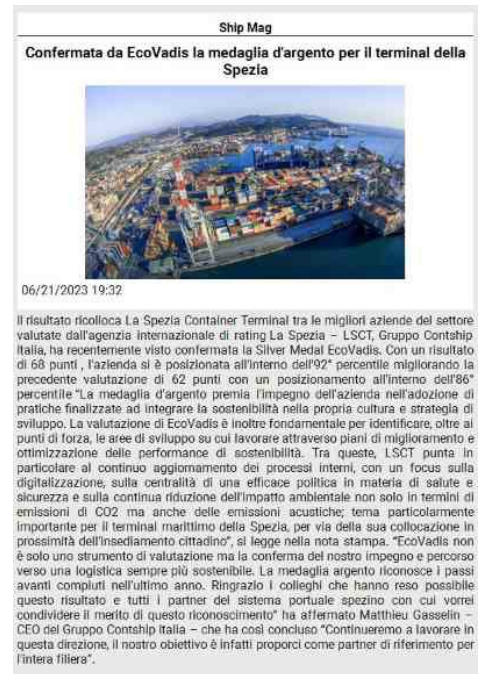 Ship Mag
Confermata da EcoVadis la medaglia d'argento per il terminal della
Spezia
06/21/2023 19:32
Il risultato ricolloca La Spezia Container Terminal tra le migliori aziende del settore
valutate dall'agenzia internazionale di rating La Spezia – LSCT, Gruppo Contship
Italia, ha recentemente visto confermata la Silver Medal EcoVadis. Con un risultato
di 68 punti , l'azienda si è posizionata all'interno dell'92° percentile migliorando la
precedente valutazione di 62 punti con un posizionamento all'interno dell'86°
percentile "La medaglia d'argento premia l'impegno dell'azienda nell'adozione di
pratiche finalizzate ad integrare la sostenibilità nella propria cultura e strategia di
sviluppo. La valutazione di EcoVadis è inoltre fondamentale per identificare, oltre ai
punti di forza, le aree di sviluppo su cui lavorare attraverso piani di miglioramento e
ottimizzazione delle performance di sostenibilità. Tra queste, LSCT punta in
particolare al continuo aggiornamento dei processi interni, con un focus sulla
digitalizzazione, sulla centralità di una efficace politica in materia di salute e
sicurezza e sulla continua riduzione dell'impatto ambientale non solo in termini di
emissioni di CO2 ma anche delle emissioni acustiche; tema particolarmente
importante per il terminal marittimo della Spezia, per via della sua collocazione in
prossimità dell'insediamento cittadino", si legge nella nota stampa. "EcoVadis non
è solo uno strumento di valutazione ma la conferma del nostro impegno e percorso
verso una logistica sempre più sostenibile. La medaglia argento riconosce i passi
avanti compiuti nell'ultimo anno. Ringrazio i colleghi che hanno reso possibile
questo risultato e tutti i partner del sistema portuale spezino con cui vorrei
condividere il merito di questo riconoscimento" ha affermato Matthieu Gasselin –
CEO del Gruppo Contship Italia – che ha così concluso "Continueremo a lavorare in
questa direzione, il nostro obiettivo è infatti proporci come partner di riferimento per
l'intera filiera".